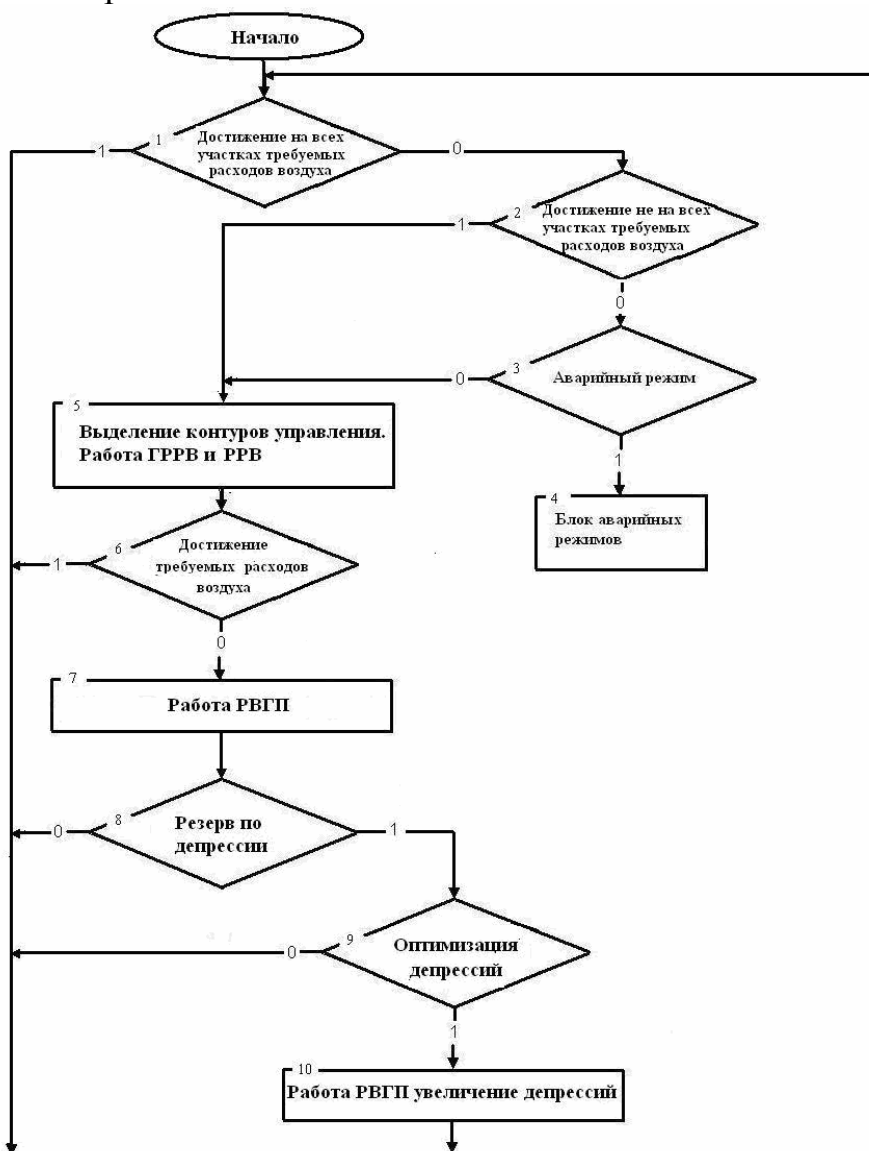 Начало
1
Достижение на всех
участках требуемых
расходов воздуха
1
0
2
Достижение не на всех
участках требуемых
расходов воздуха
1
0
3
Аварийный режим
0
1
5
Выделение контуров управления.
Работа ГРРВ и РРВ
4
Блок аварийных
режимов
6
Достижение
требуемых расходов
воздуха
1
0
7
Работа РВГП
8
Резерв по
депрессии
0
1
9
Оптимизация
депрессий
0
1
10
Работа РВГП увеличение депрессий